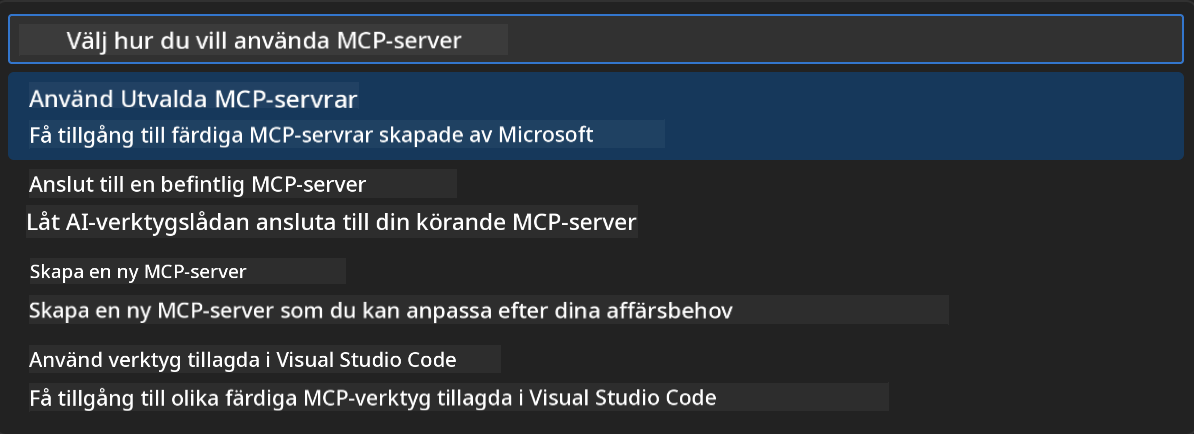 Välj hur du vill använda MCP-server
Använd Utvalda MCP-servrar
Få tillgång till färdiga MCP-servrar skapade av Microsoft
Anslut till en befintlig MCP-server
Låt AI-verktygslådan ansluta till din körande MCP-server
Skapa en ny MCP-server
Skapa en ny MCP-server som du kan anpassa efter dina affärsbehov
Använd verktyg tillagda i Visual Studio Code
Få tillgång till olika färdiga MCP-verktyg tillagda i Visual Studio Code